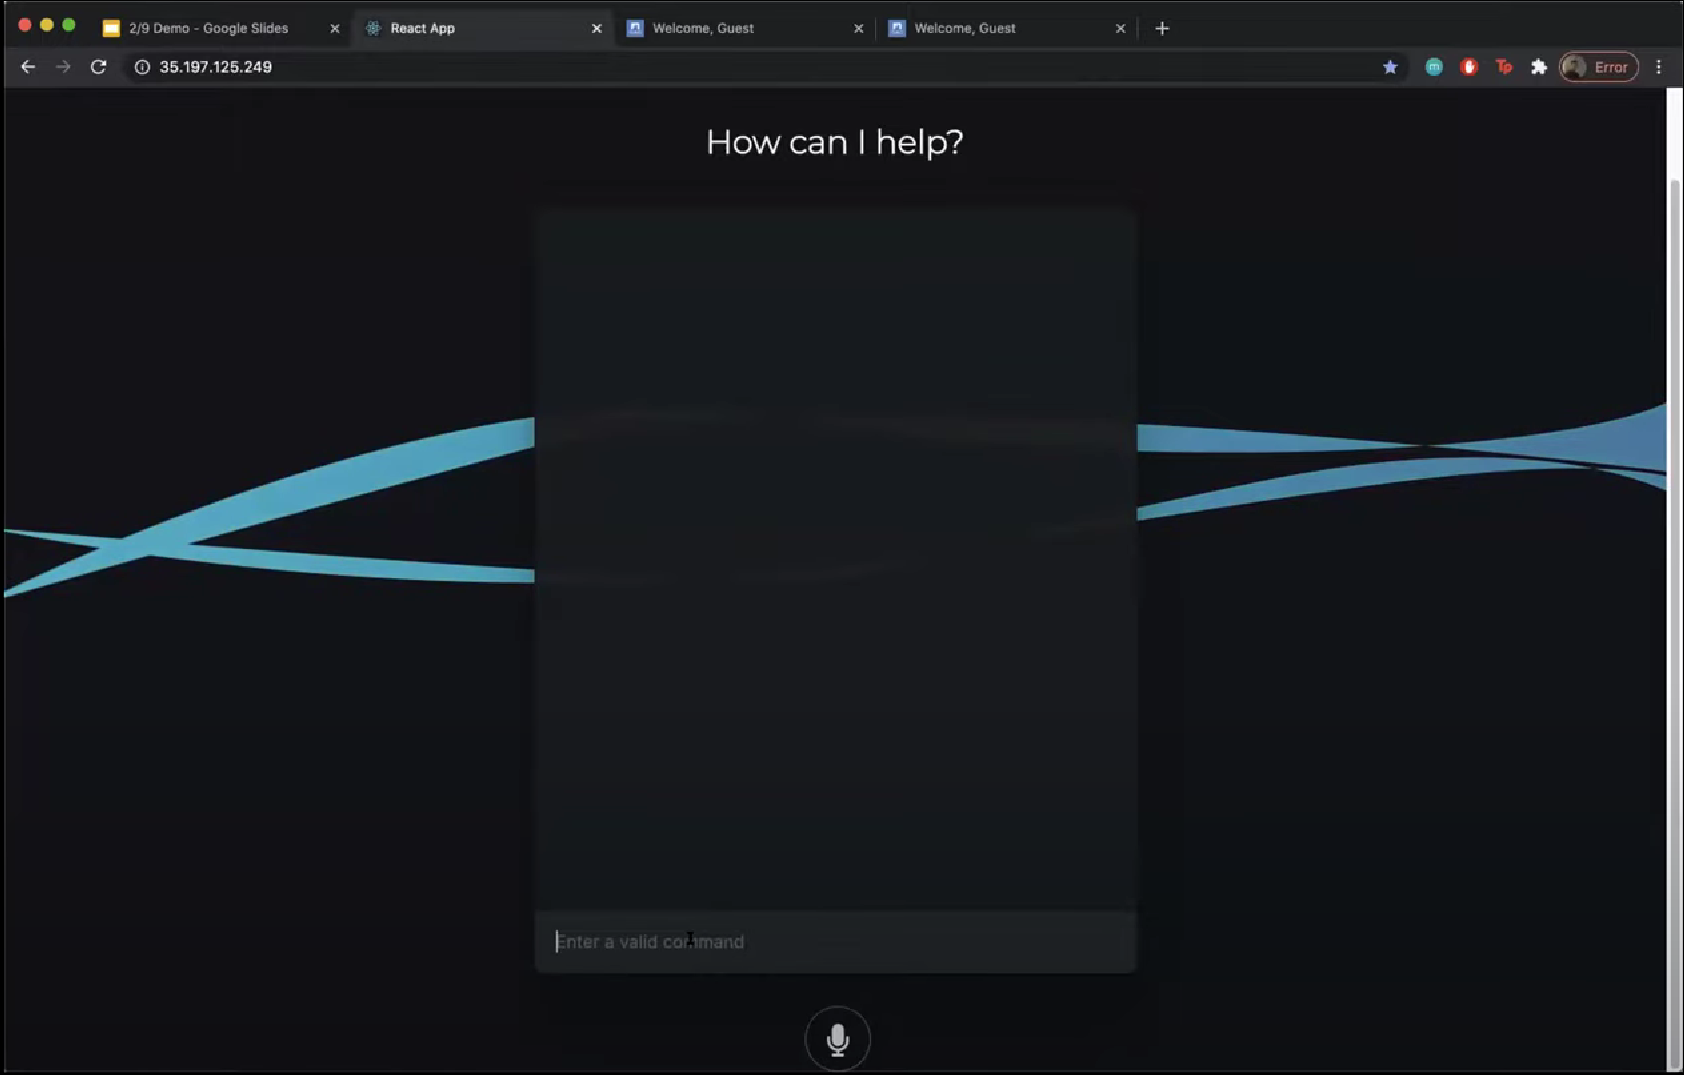 2/9 Demo - Google Slides
React App
Welcome, Guest
Welcome, Guest
35.197.125.249
m
Tp
Error
How can I help?
Enter a valid command